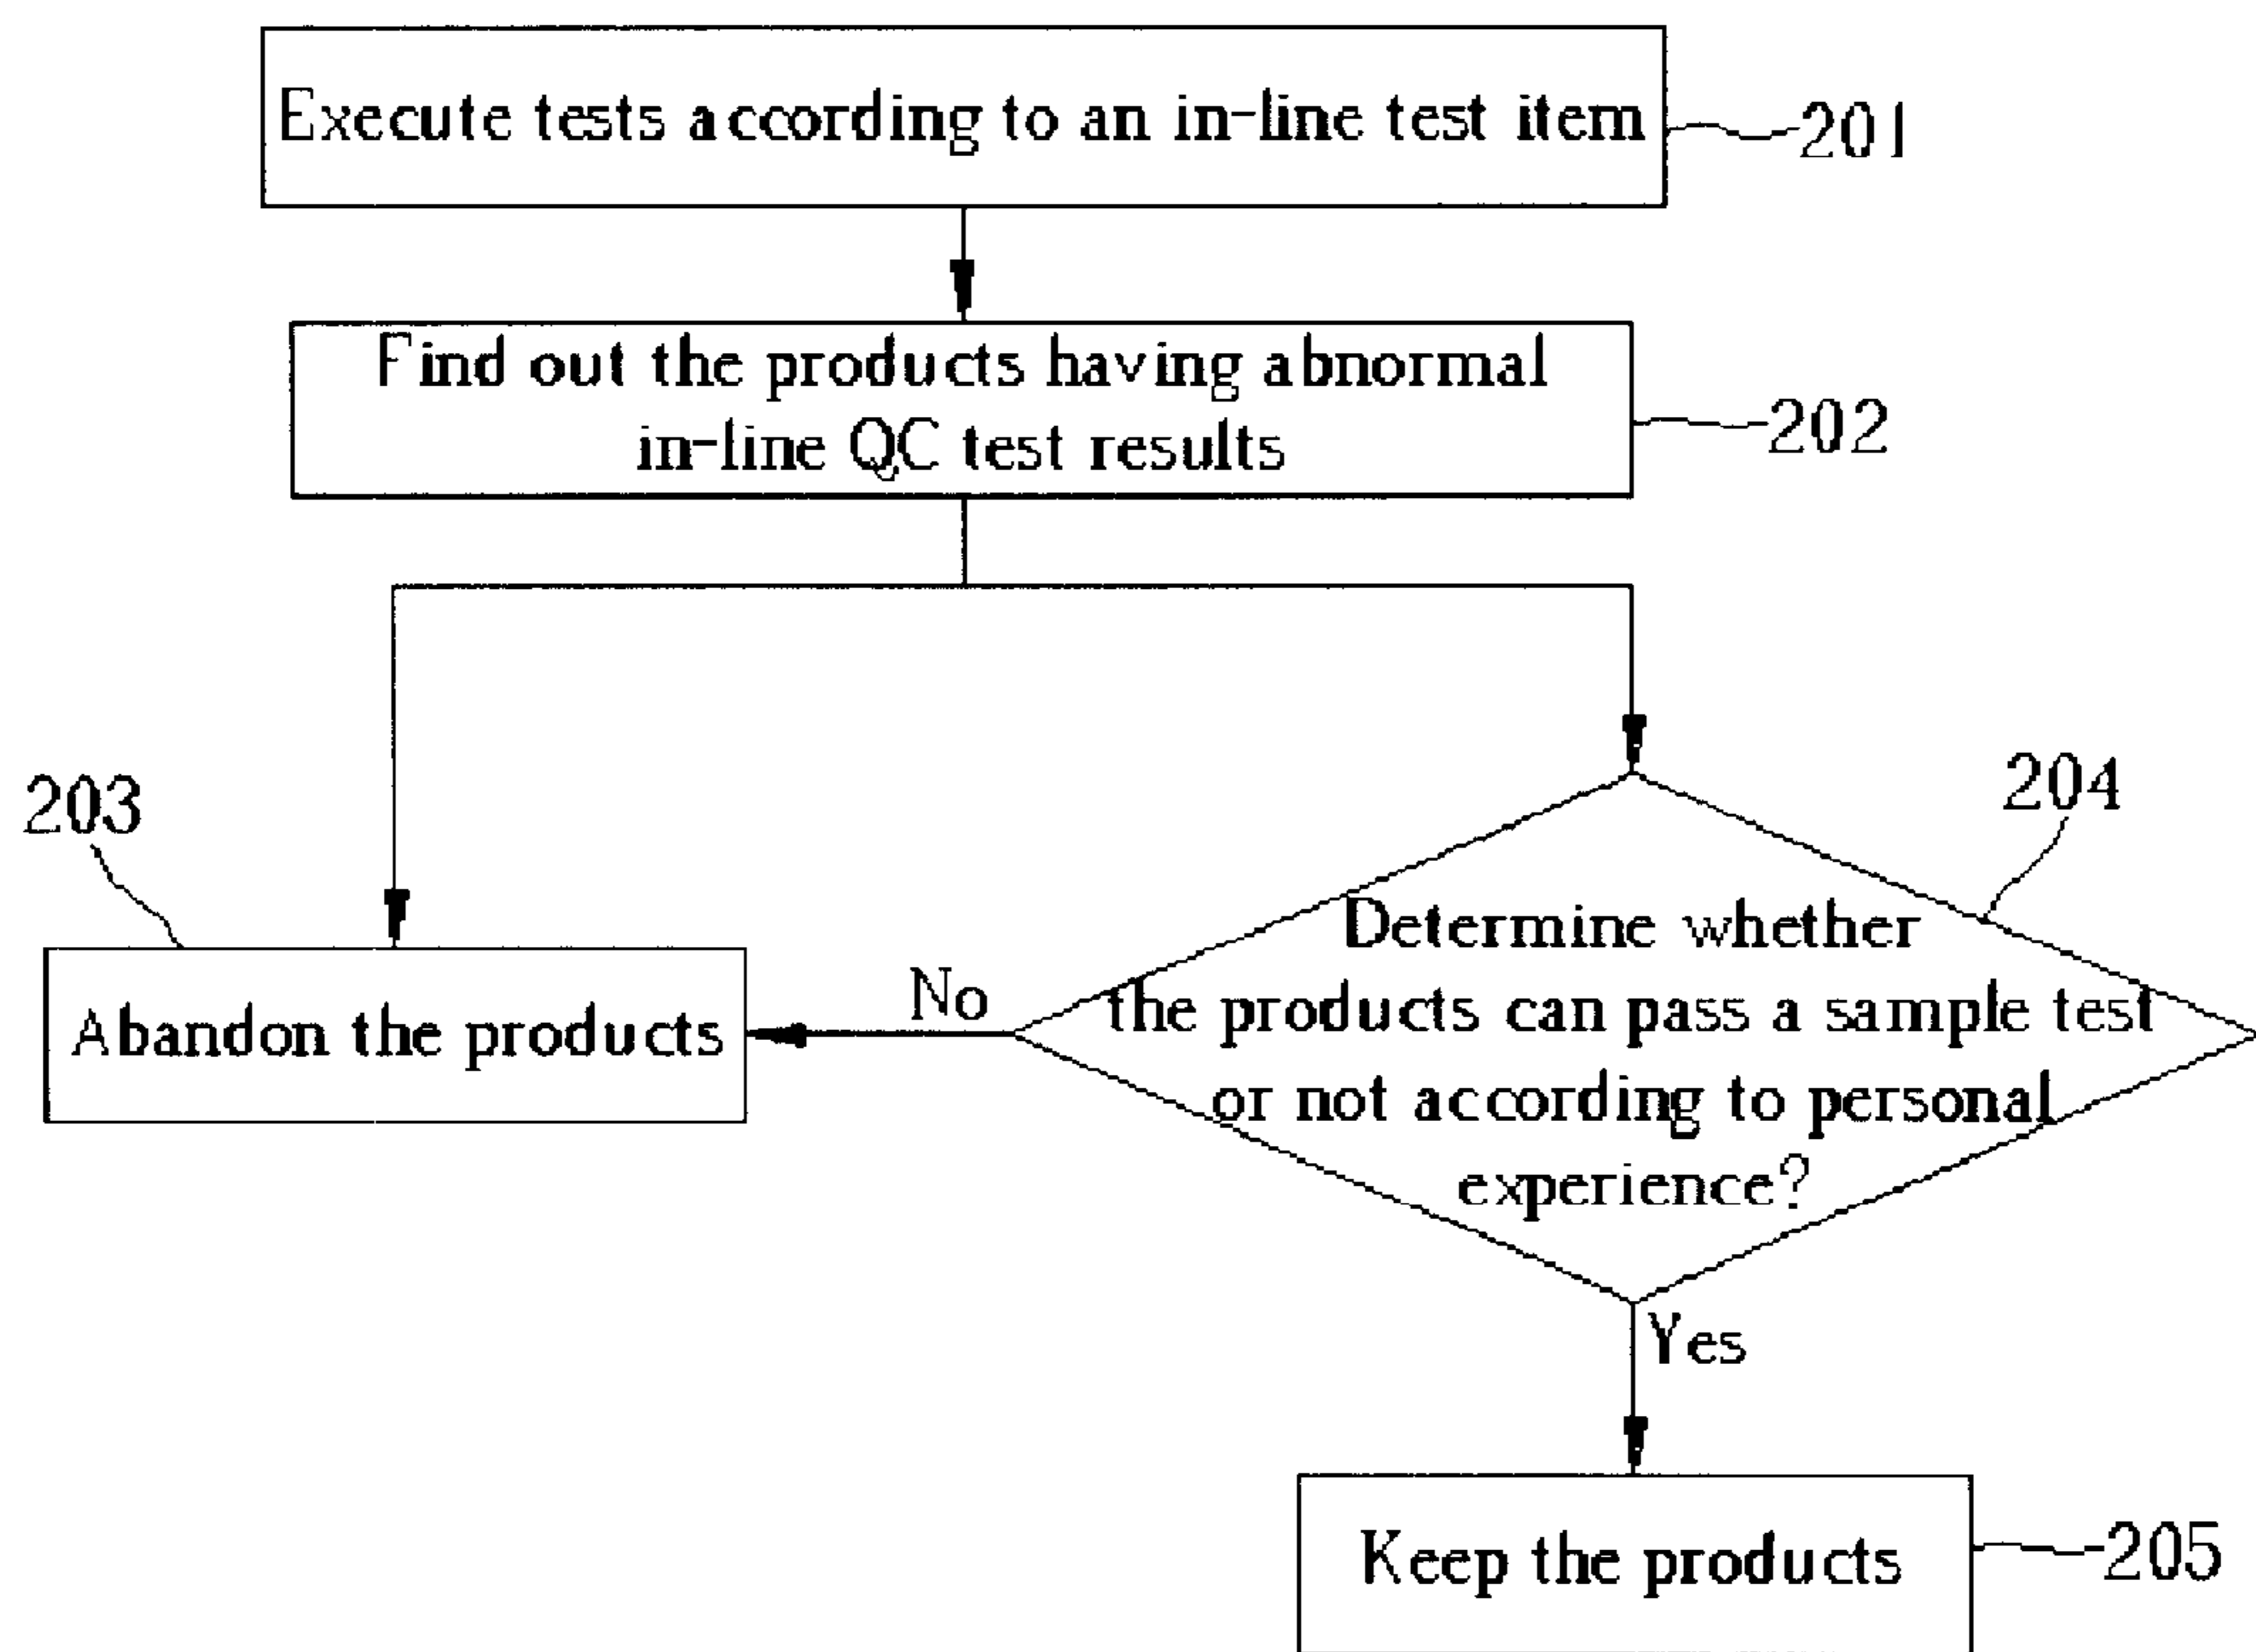 Execute tests according to an in-line test item
201
Find out the products having abnormal
in-line QC test results
202
203
204
Abandon the products
No
Determine whether
the products can pass a sample test
or not according to personal
experience?
Yes
Keep the products
205